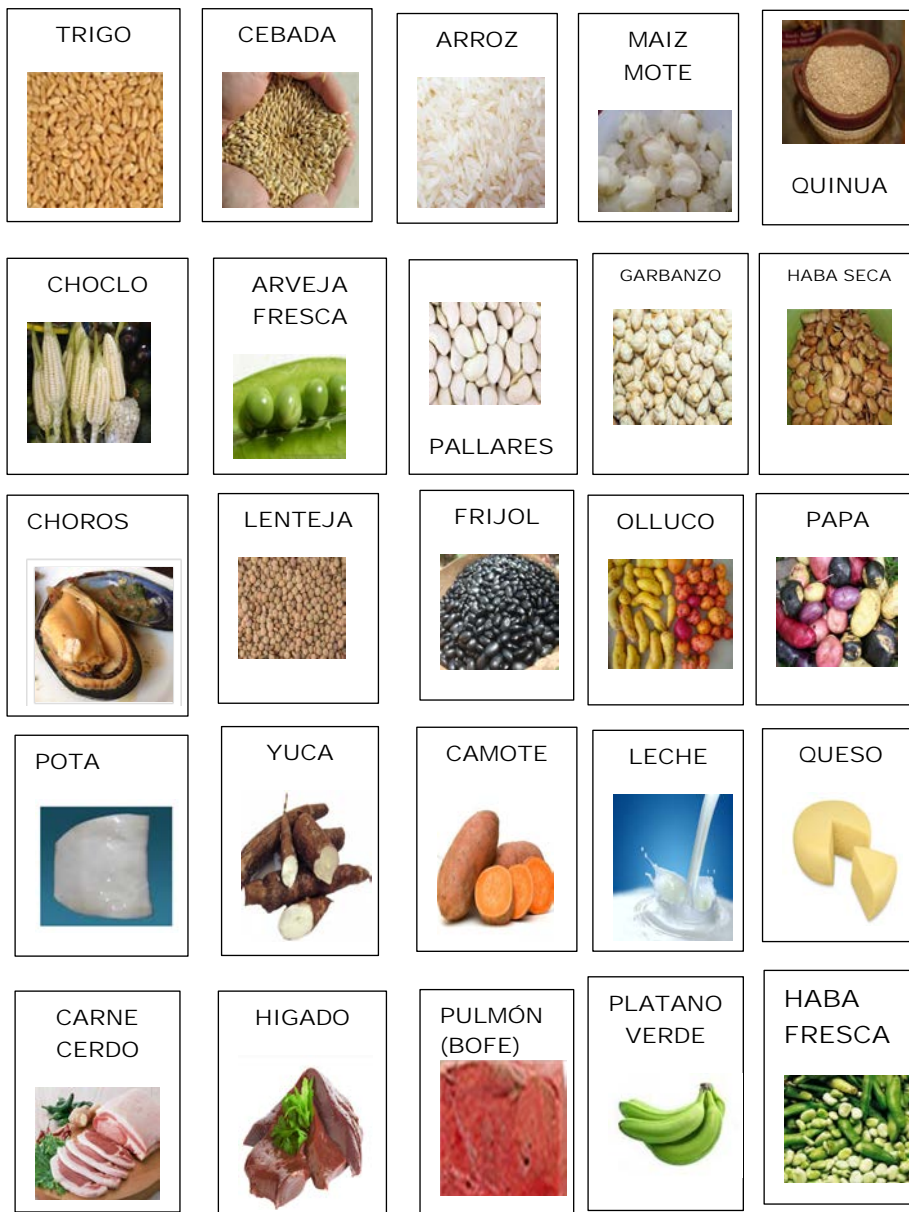 TRIGO
CEBADA
ARROZ
MAIZ
MOTE
QUINUA
CHOCLO
ARVEJA
FRESCA
PALLARES
GARBANZO
HABA SECA
CHOROS
LENTEJA
FRIJOL
OLLUCO
PAPA
POTA
YUCA
CAMOTE
LECHE
QUESO
CARNE
CERDO
HIGADO
PULMÓN
(BOFE)
PLATANO
VERDE
HABA
FRESCA